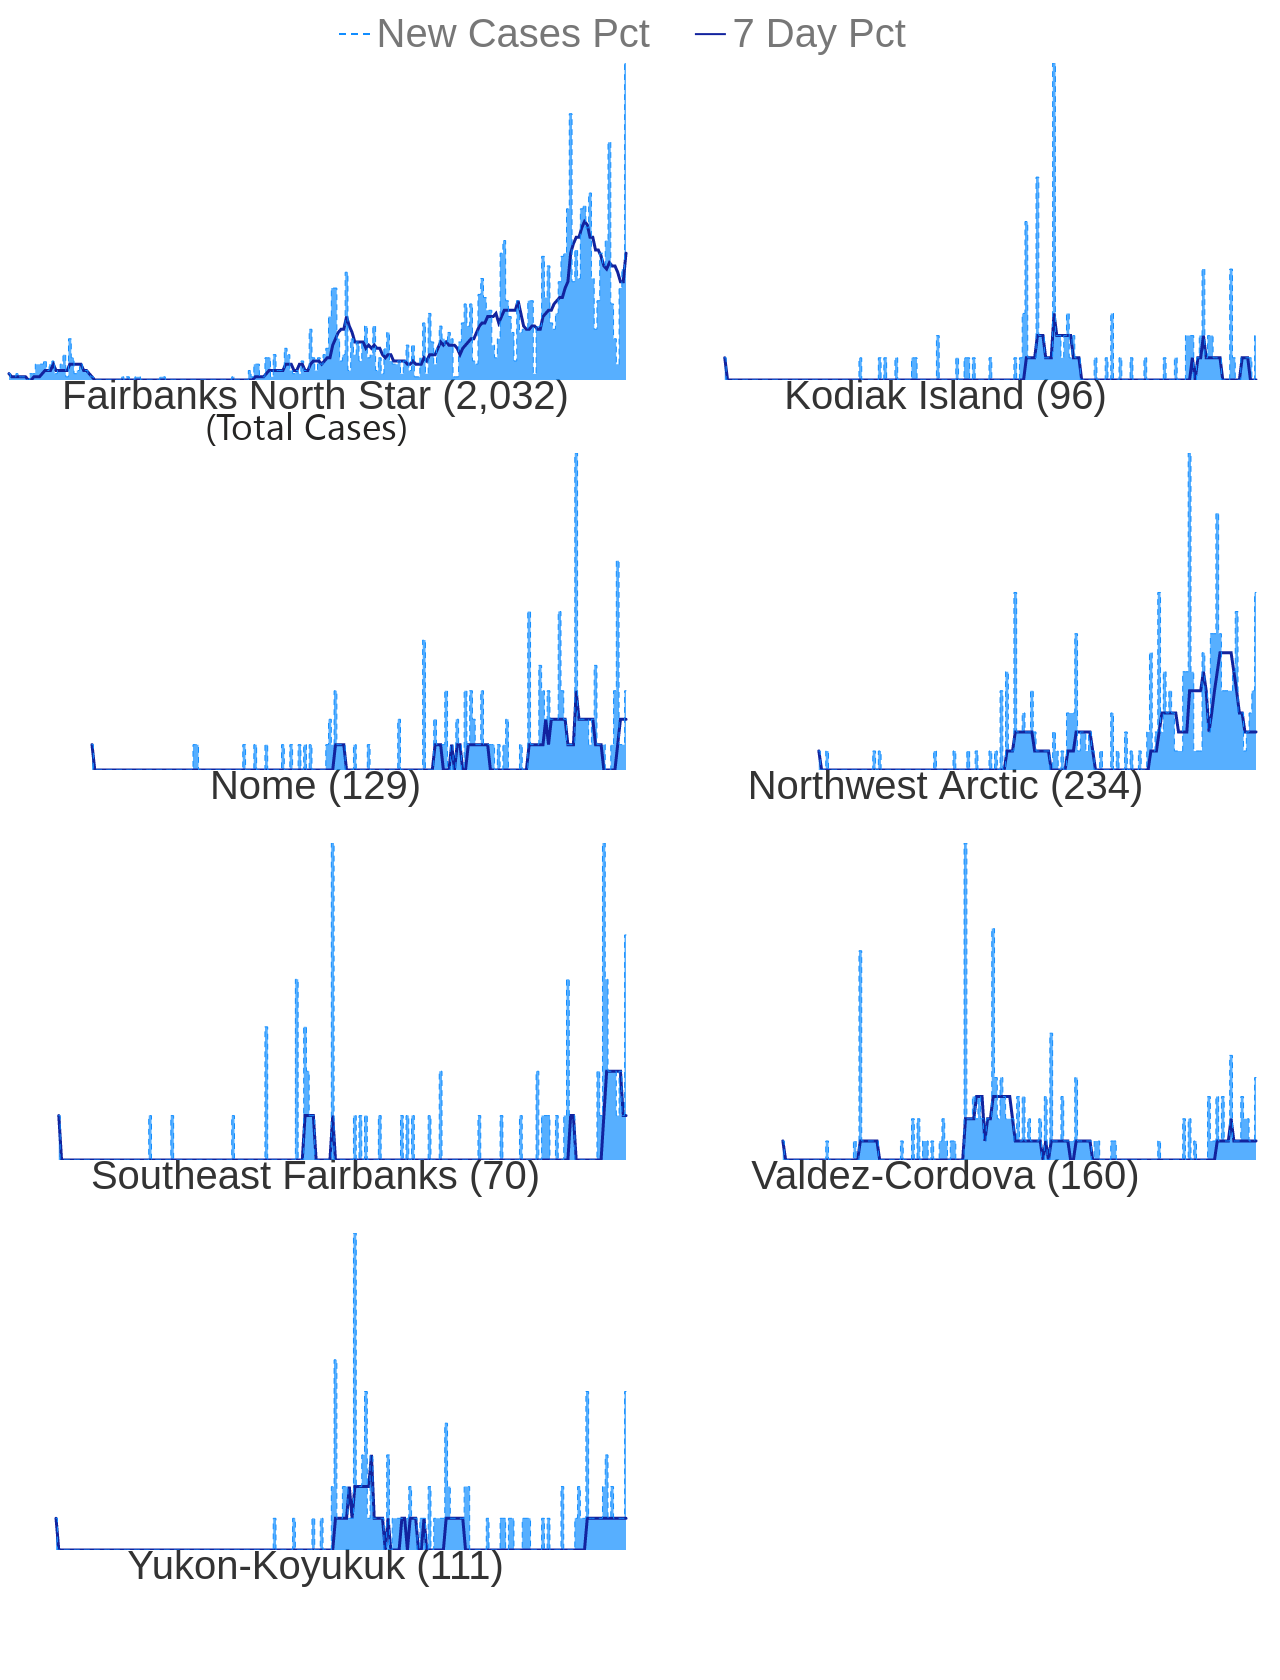 New Cases Pct 7 Day Pct
Fairbanks North Star (2,032)
(Total Cases)
Kodiak Island (96)
Nome (129)
Northwest Arctic (234)
Southeast Fairbanks (70)
Valdez-Cordova (160)
Yukon-Koyukuk (111)